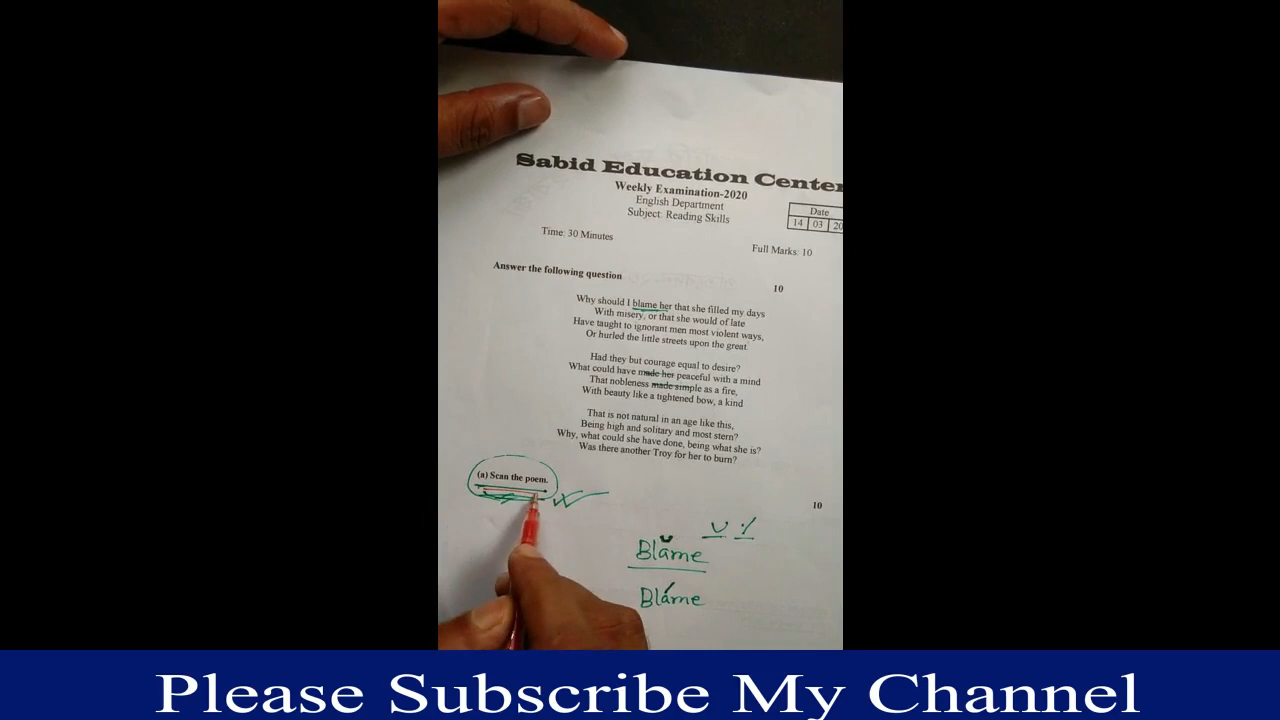 Sabid Education Center
Weekly Examination-2020
English Department
Subject: Reading Skills
Date
14 03 20
Time: 30 Minutes
Full Marks: 10
Answer the following question
10
Why should I blame her that she filled my days
With misery, or that she would of late
Have taught to ignorant men most violent ways,
Or hurled the little streets upon the great
Had they but courage equal to desire?
What could have made her peaceful with a mind
That nobleness made simple as a fire,
With beauty like a tightened bow, a kind
That is not natural in an age like this,
Being high and solitary and most stern?
Why, what could she have done, being what she is?
Was there another Troy for her to burn?
(a) Scan the poem.
10
Blame
Blame
Please Subscribe My Channel